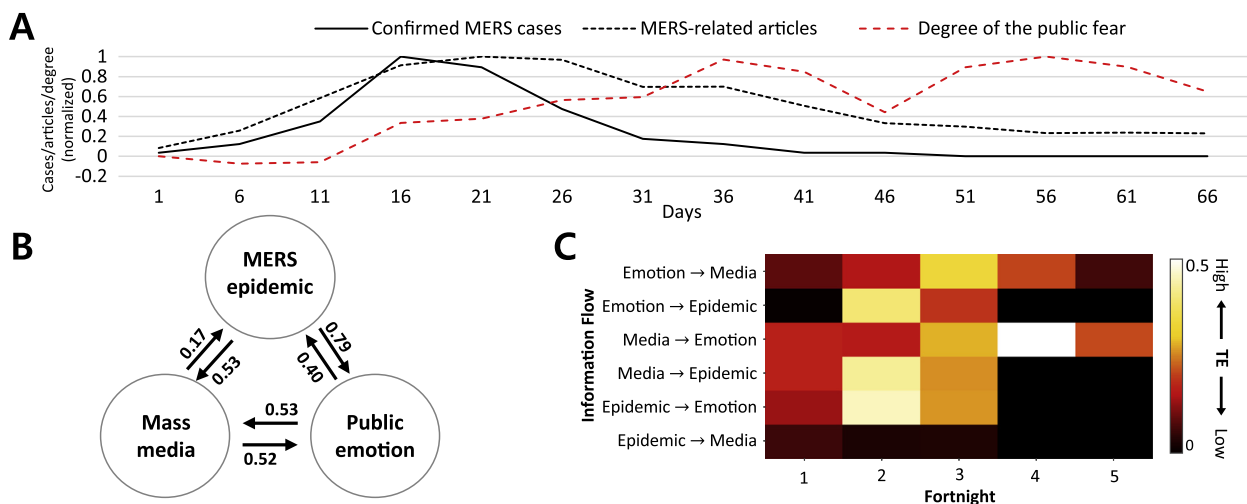 A
Confirmed MERS cases
MERS-related articles
Degree of the public fear
Cases/articles/degree
(normalized)
1
0.8
0.6
0.4
0.2
0
-0.2
1 6 11 16 21 26 31 36 41 46 51 56 61 66
Days
B
MERS
epidemic
0.17
0.53
0.79
0.40
Mass
media
0.53
0.52
Public
emotion
C
Information Flow
Emotion → Media
Emotion → Epidemic
Media → Emotion
Media → Epidemic
Epidemic → Emotion
Epidemic → Media
1 2 3 4 5
Fortnight
0.5
0
High
TE
Low